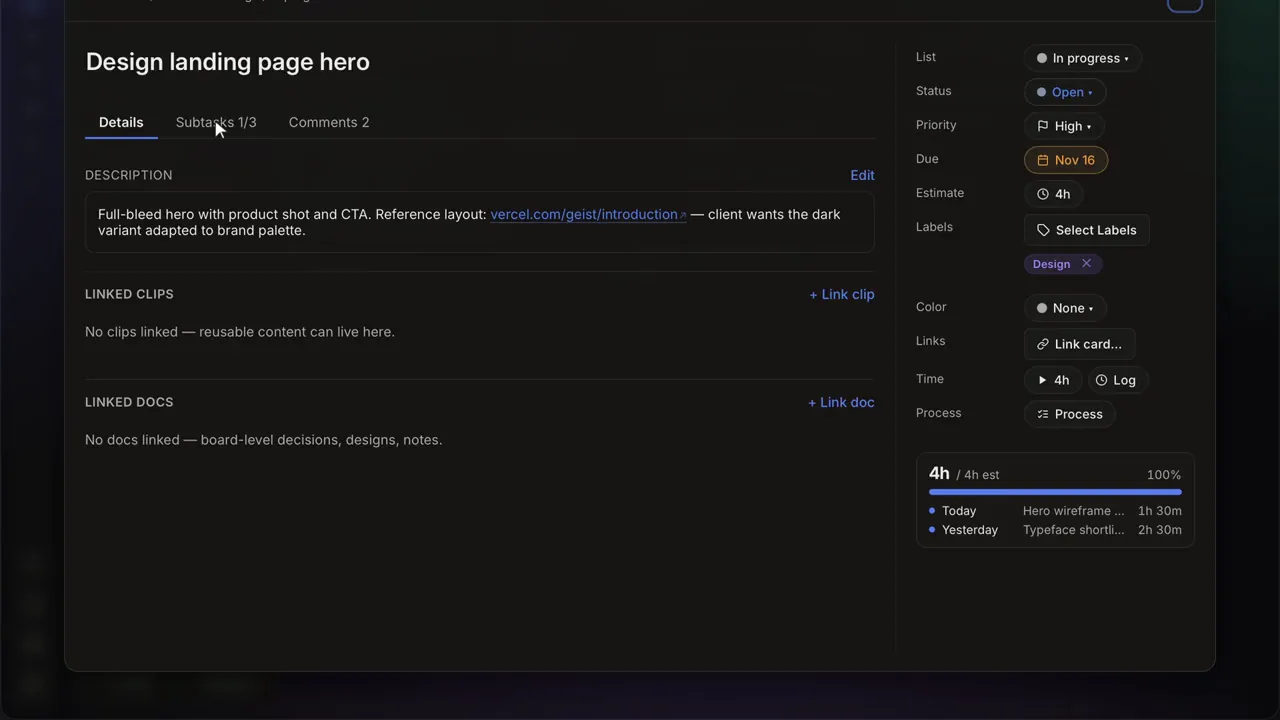 Design landing page hero
Details
Subtasks 1/3
Comments 2
DESCRIPTION
Edit
Full-bleed hero with product shot and CTA. Reference layout: vercel.com/geist/introduction↗ — client wants the dark
variant adapted to brand palette.
LINKED CLIPS
+ Link clip
No clips linked — reusable content can live here.
LINKED DOCS
+ Link doc
No docs linked — board-level decisions, designs, notes.
List
In progress
Status
Open
Priority
High
Due
Nov 16
Estimate
4h
Labels
Select Labels
Design
Color
None
Links
Link card...
Time
4h
Log
Process
Process
4h / 4h est
100%
Today
Hero wireframe ...
1h 30m
Yesterday
Typeface shortli...
2h 30m